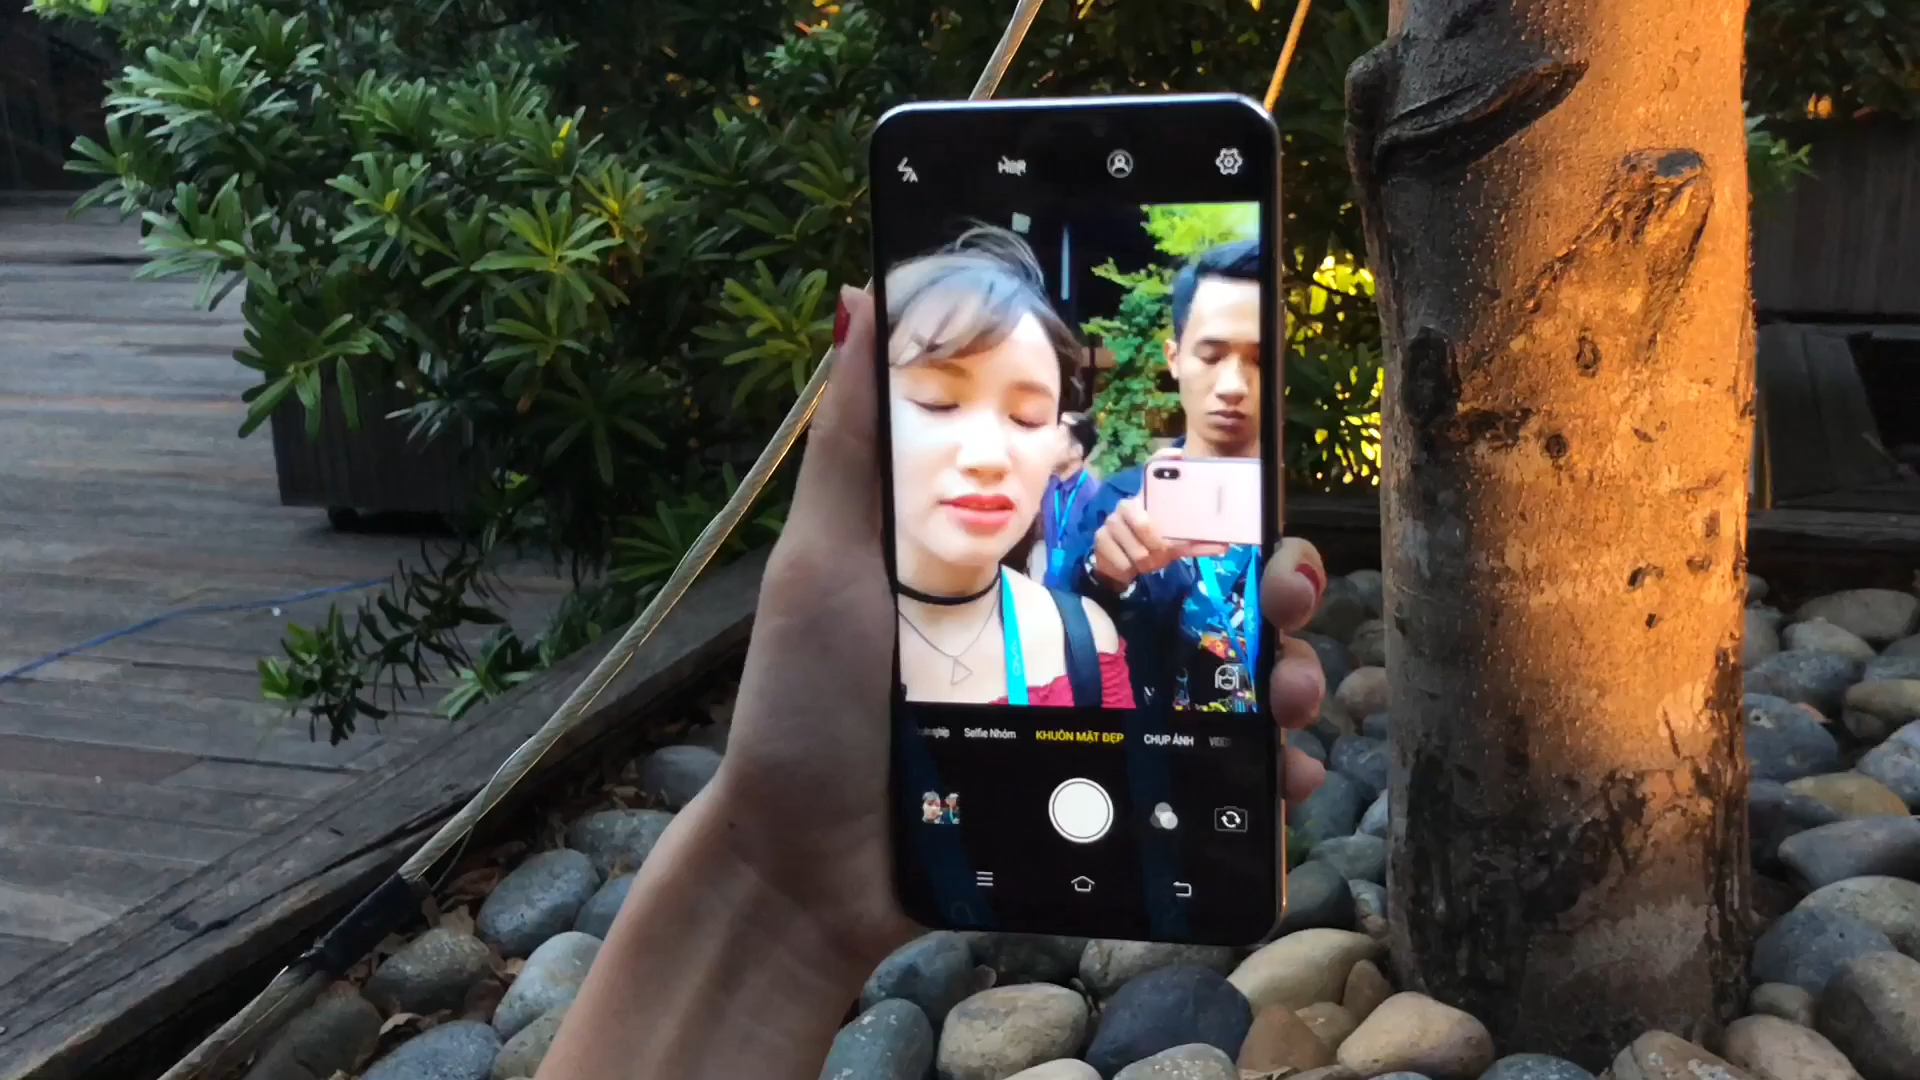 HDR
Selfie Nhóm KHUÔN MẶT ĐẸP CHỤP ẢNH